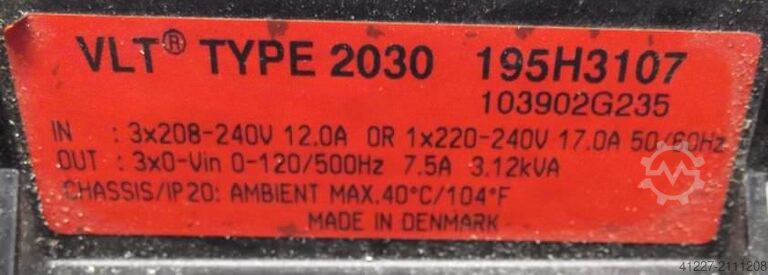 VLT® TYPE 2030 195H3107
103902G235
IN : 3x208-240V 12.0A OR 1x220-240V 17.0A 50/60Hz
OUT : 3x0-Vin 0-120/500Hz 7.5A 3.12kVA
CHASSIS/IP20: AMBIENT MAX.40°C/104°F
MADE IN DENMARK
41227-2111208